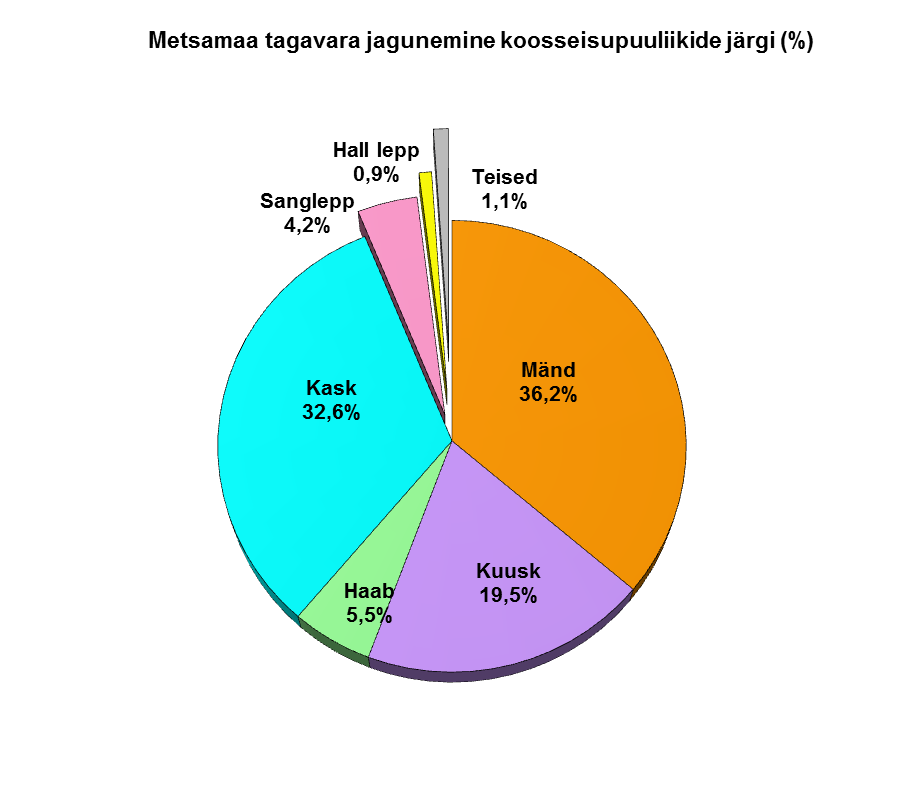 Metsamaa tagavara jagunemine koosseisupuuliikide järgi (%)
Hall lepp
0,9%
Teised
1,1%
Sanglepp
4,2%
Mänd
36,2%
Kask
32,6%
Kuusk
19,5%
Haab
5,5%